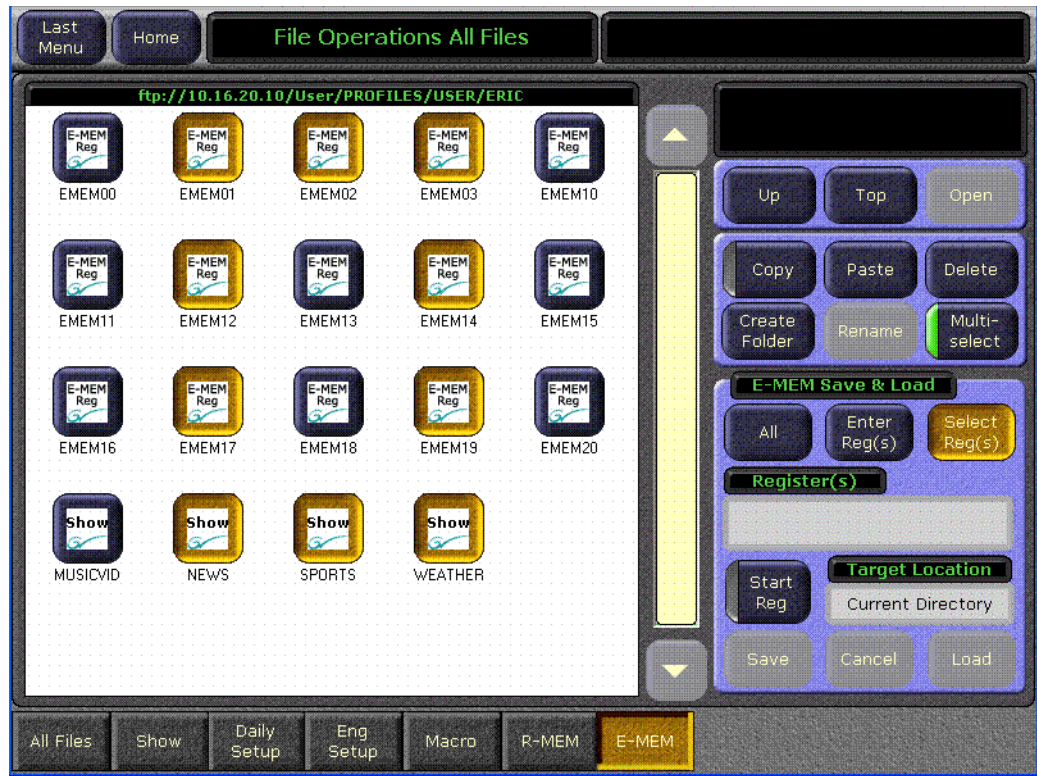 Last
Menu
Home
File Operations All Files
ftp://10.16.20.10/User/PROFILES/USER/ERIC
E-MEM
Reg
E-MEM
Reg
E-MEM
Reg
E-MEM
Reg
E-MEM
Reg
EMEM00 EMEM01 EMEM02 EMEM03 EMEM10
E-MEM
Reg
E-MEM
Reg
E-MEM
Reg
E-MEM
Reg
E-MEM
Reg
EMEM11 EMEM12 EMEM13 EMEM14 EMEM15
E-MEM
Reg
E-MEM
Reg
E-MEM
Reg
E-MEM
Reg
E-MEM
Reg
EMEM16 EMEM17 EMEM18 EMEM19 EMEM20
Show Show Show Show
MUSICVID NEWS SPORTS WEATHER
Up Top Open
Copy Paste Delete
Create
Folder
Rename
Multi-
select
E-MEM Save & Load
All
Enter
Reg(s)
Select
Reg(s)
Register(s)
Start
Reg
Target Location
Current Directory
Save Cancel Load
All Files
Show
Daily
Setup
Eng
Setup
Macro
R-MEM
E-MEM